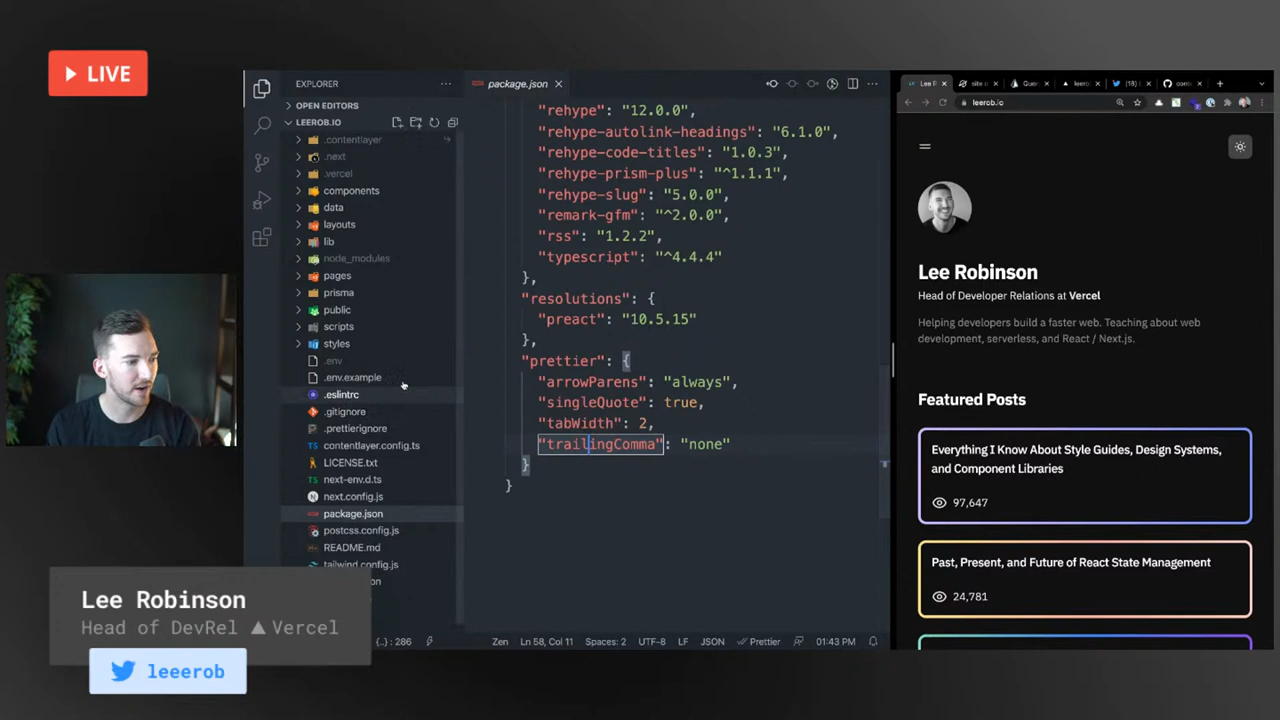 LIVE
EXPLORER
OPEN EDITORS
LEEROB.IO
.contentlayer
.next
.vercel
components
data
layouts
lib
node_modules
pages
prisma
public
scripts
styles
.env
.env.example
.eslintrc
.gitignore
.prettierignore
contentlayer.config.ts
LICENSE.txt
next-env.d.ts
next.config.js
package.json
postcss.config.js
README.md
tailwind.config.js
package.json
"rehype": "12.0.0",
"rehype-autolink-headings": "6.1.0",
"rehype-code-titles": "1.0.3",
"rehype-prism-plus": "^1.1.1",
"rehype-slug": "5.0.0",
"remark-gfm": "^2.0.0",
"rss": "1.2.2",
"typescript": "^4.4.4"
},
"resolutions": {
"preact": "10.5.15"
},
"prettier": {
"arrowParens": "always",
"singleQuote": true,
"tabWidth": 2,
"trailingComma": "none"
}
}
{..} : 286
Zen
Ln 58, Col 11
Spaces: 2
UTF-8
LF
JSON
Prettier
01:43 PM
leerob.io
Lee Robinson
Head of Developer Relations at Vercel
Helping developers build a faster web. Teaching about web
development, serverless, and React / Next.js.
Featured Posts
Everything I Know About Style Guides, Design Systems,
and Component Libraries
97,647
Past, Present, and Future of React State Management
24,781
Lee Robinson
Head of DevRel Vercel
leeerob